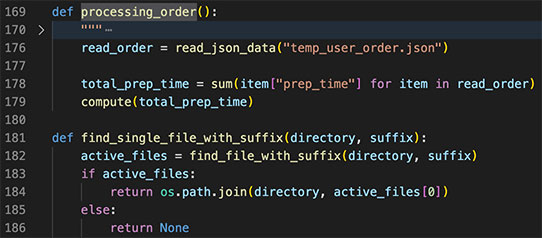 169 def processing_order():
170 > """ …
176 read_order = read_json_data("temp_user_order.json")
177
178 total_prep_time = sum(item["prep_time"] for item in read_order)
179 compute(total_prep_time)
180
181 def find_single_file_with_suffix(directory, suffix):
182 active_files = find_file_with_suffix(directory, suffix)
183 if active_files:
184 return os.path.join(directory, active_files[0])
185 else:
186 return None